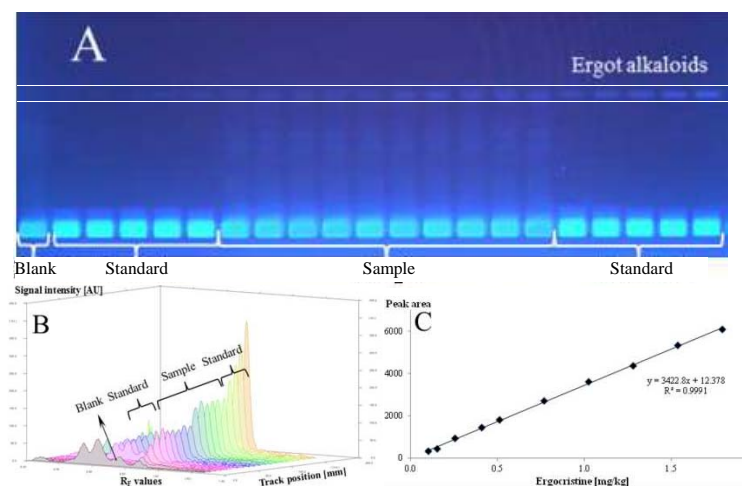 A
Ergot alkaloids
Blank Standard Sample Standard
Signal intensity [AU]
B
Blank Standard Sample Standard
RF values
Track position [mm]
Peak area
C
6000
4000
2000
0
0.0 0.5 1.0 1.5
y = 3422.8x + 12.378
R² = 0.9991
Ergocristine [mg/kg]